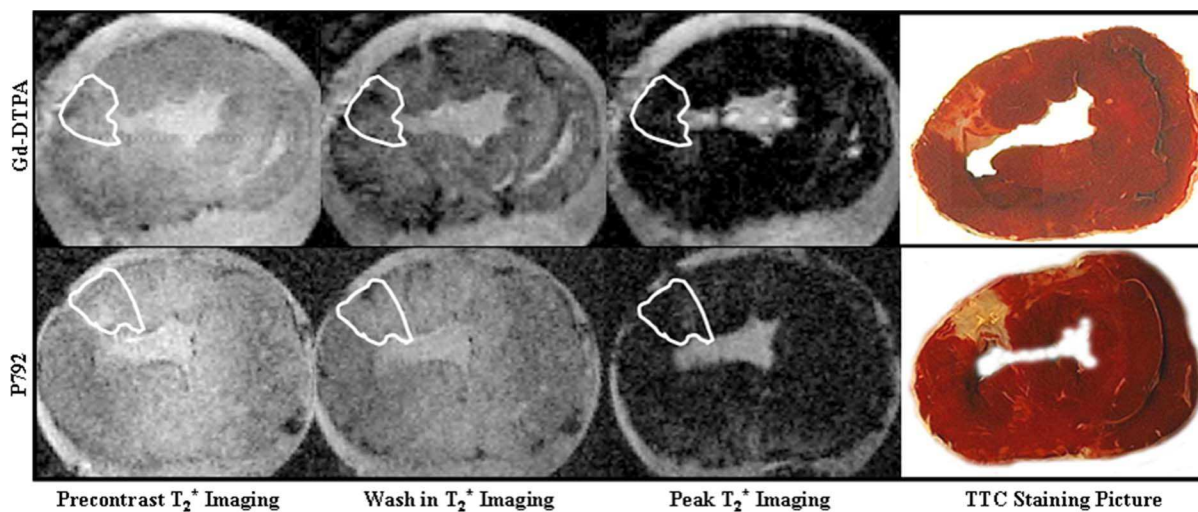 Gd-DTPA
P792
Precontrast T₂* Imaging
Wash in T₂* Imaging
Peak T₂* Imaging
TTC Staining Picture